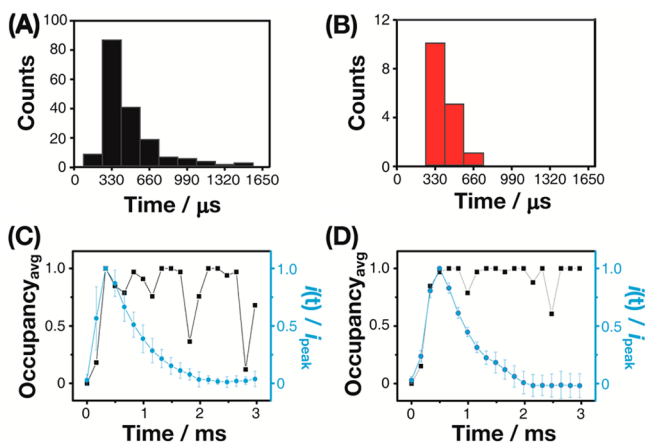 (A)
100
80
60
40
20
0
Counts
0 330 660 990 1320 1650
Time / μs
(B)
12
8
4
0
Counts
0 330 660 990 1320 1650
Time / μs
(C)
1.0
0.5
0
Occupancyavg
1.0
0.5
0
i(t) / ipeak
0 1 2 3
Time / ms
(D)
1.0
0.5
0
Occupancyavg
1.0
0.5
0
i(t) / ipeak
0 1 2 3
Time / ms